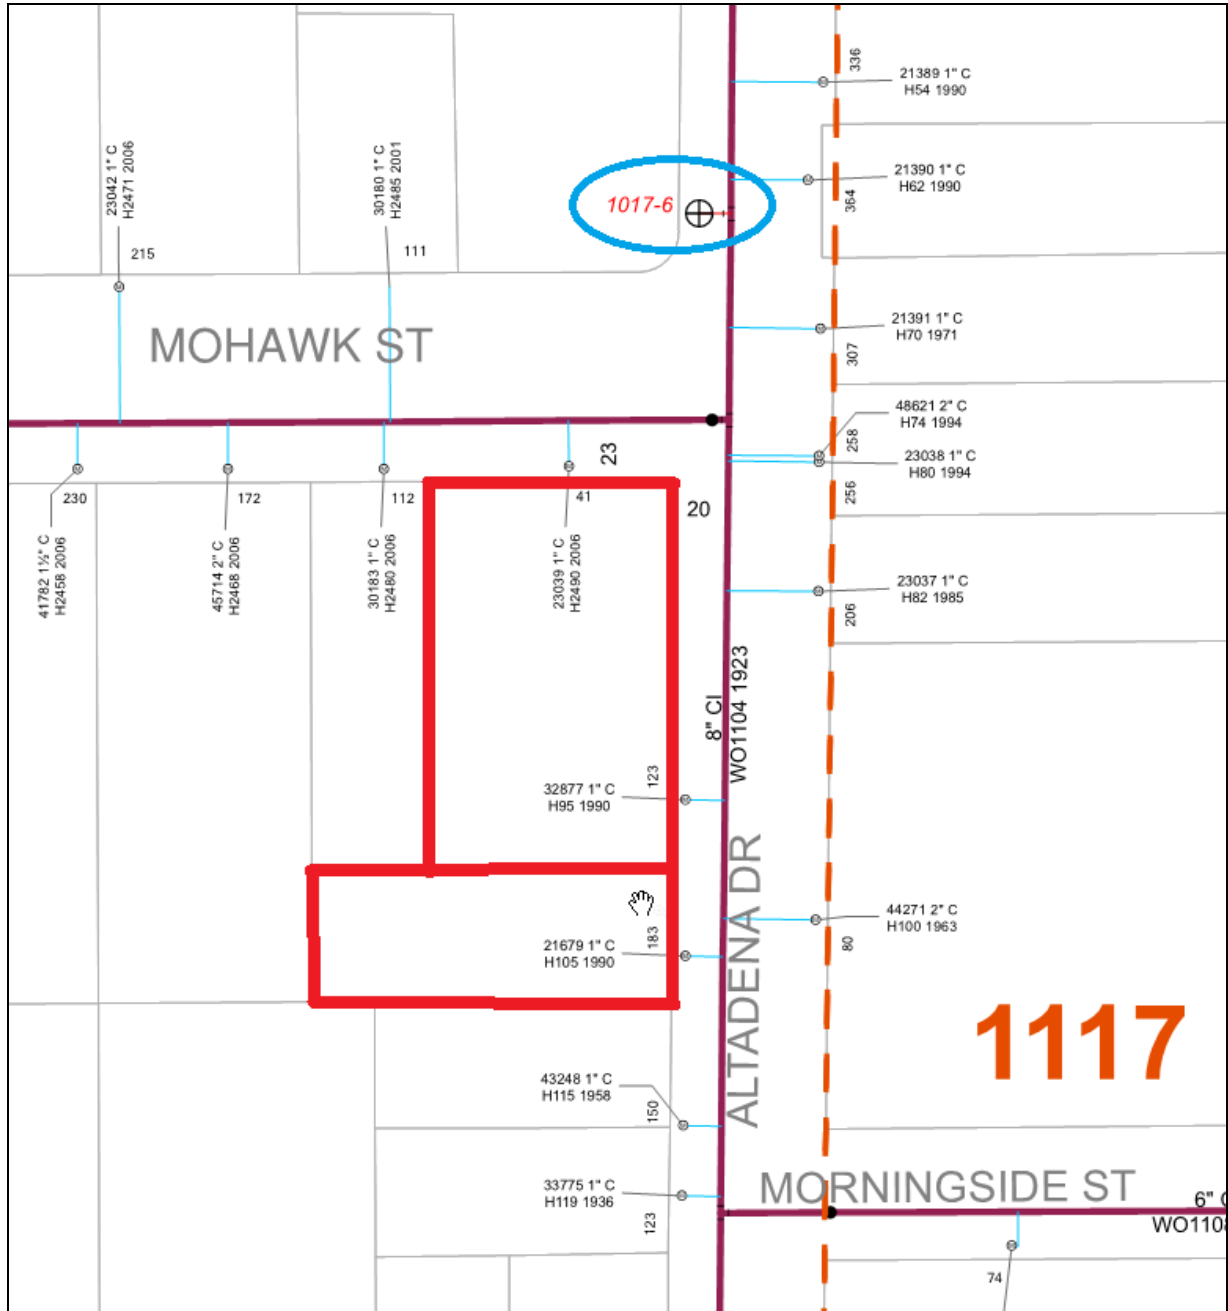 336
21389 1" C
H54 1990
23042 1" C
H2471 2006
30180 1" C
H2485 2001
21390 1" C
H62 1990
364
1017-6
215
111
21391 1" C
H70 1971
307
MOHAWK ST
48621 2" C
H74 1994
258
23038 1" C
H80 1994
256
23
230
172
112
41
20
41782 1½" C
H2458 2006
45714 2" C
H2468 2006
30183 1" C
H2480 2006
23039 1" C
H2490 2006
23037 1" C
H82 1985
206
8" CI
WO1104 1923
32877 1" C
H95 1990
123
ALTADENA DR
44271 2" C
H100 1963
80
183
21679 1" C
H105 1990
1117
43248 1" C
H115 1958
150
MORNINGSIDE ST
33775 1" C
H119 1936
123
6"
74